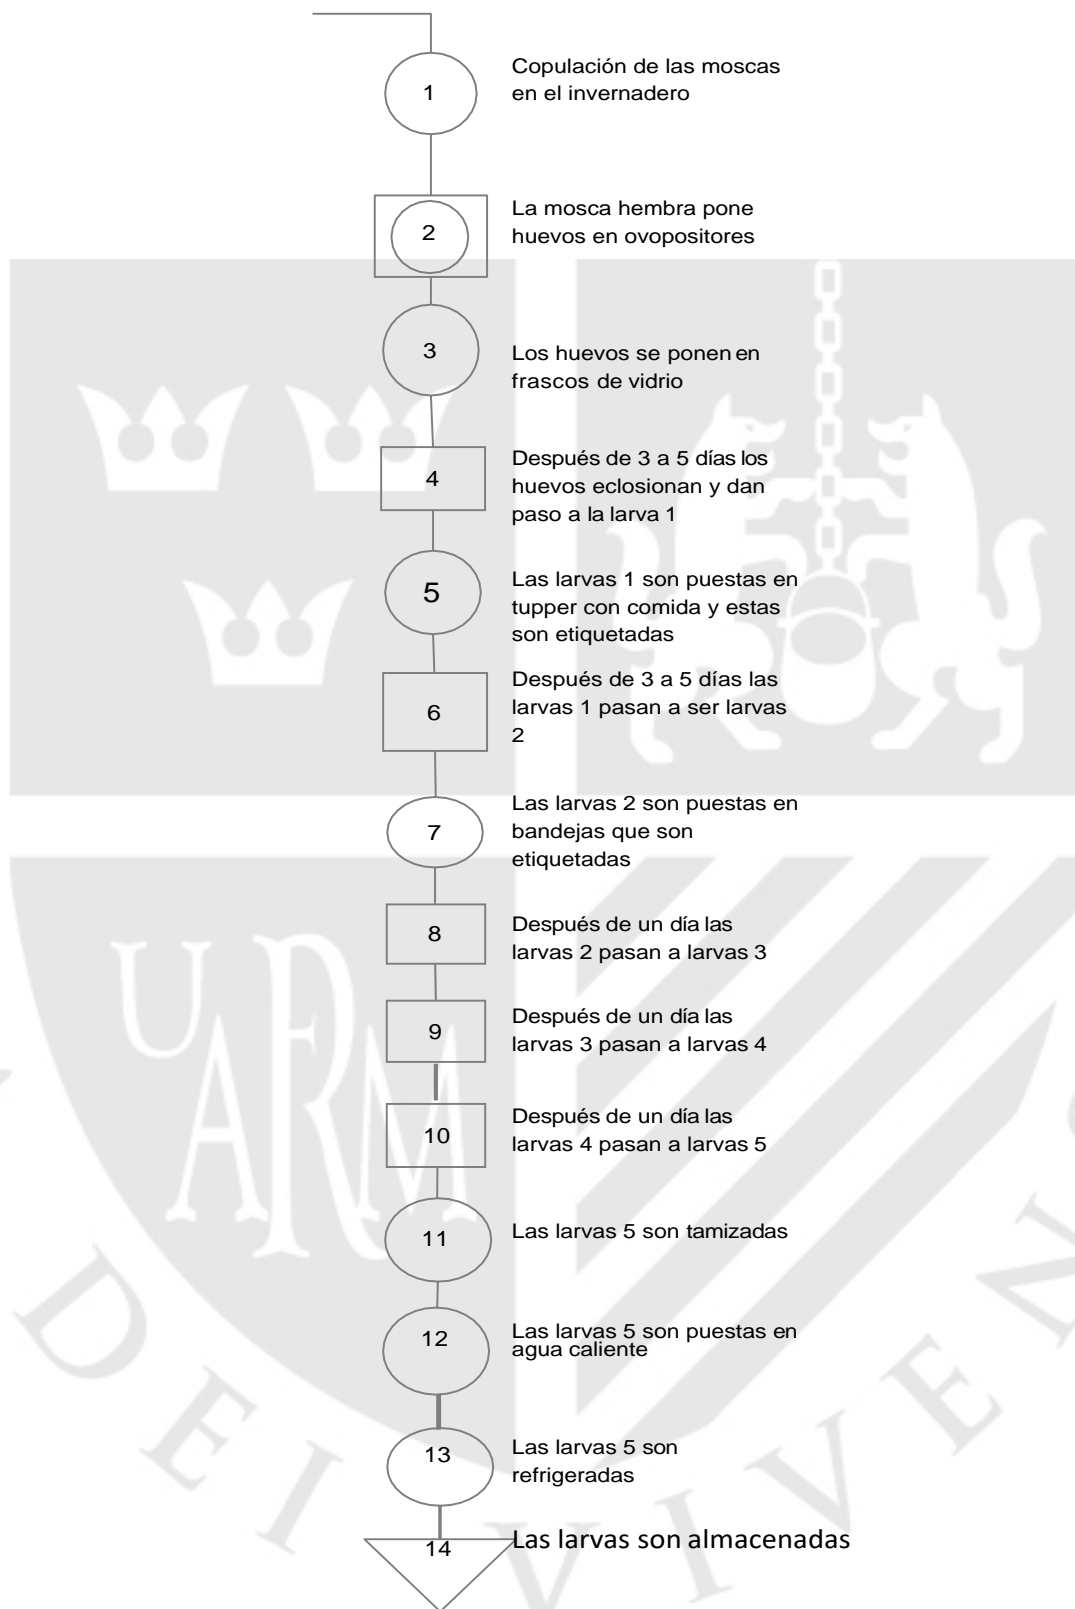 1
Copulación de las moscas
en el invernadero
2
La mosca hembra pone
huevos en ovopositores
3
Los huevos se ponen en
frascos de vidrio
4
Después de 3 a 5 días los
huevos eclosionan y dan
paso a la larva 1
5
Las larvas 1 son puestas en
tupper con comida y estas
son etiquetadas
6
Después de 3 a 5 días las
larvas 1 pasan a ser larvas
2
7
Las larvas 2 son puestas en
bandejas que son
etiquetadas
8
Después de un día las
larvas 2 pasan a larvas 3
9
Después de un día las
larvas 3 pasan a larvas 4
10
Después de un día las
larvas 4 pasan a larvas 5
11
Las larvas 5 son tamizadas
12
Las larvas 5 son puestas en
agua caliente
13
Las larvas 5 son
refrigeradas
14
Las larvas son almacenadas
UARM
DEI VIVENS